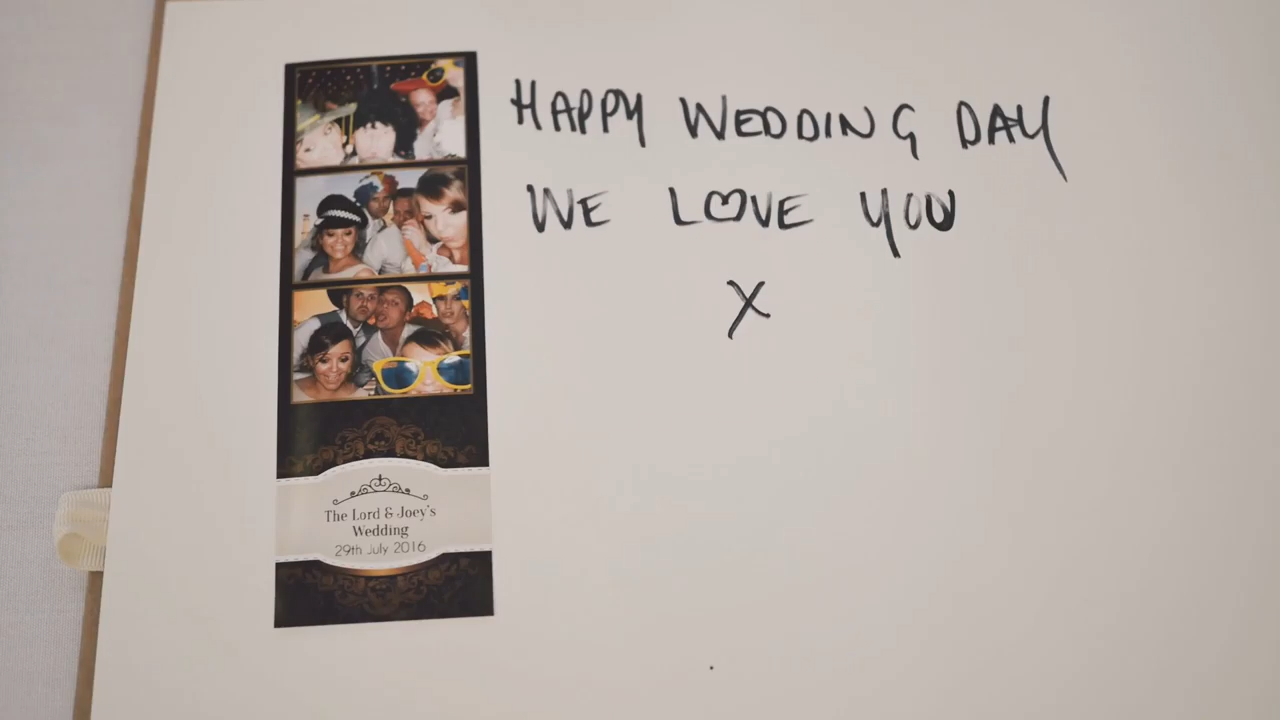 HAPPY WEDDING DAY
WE LOVE YOU
X
The Lord & Joey's
Wedding
29th July 2016